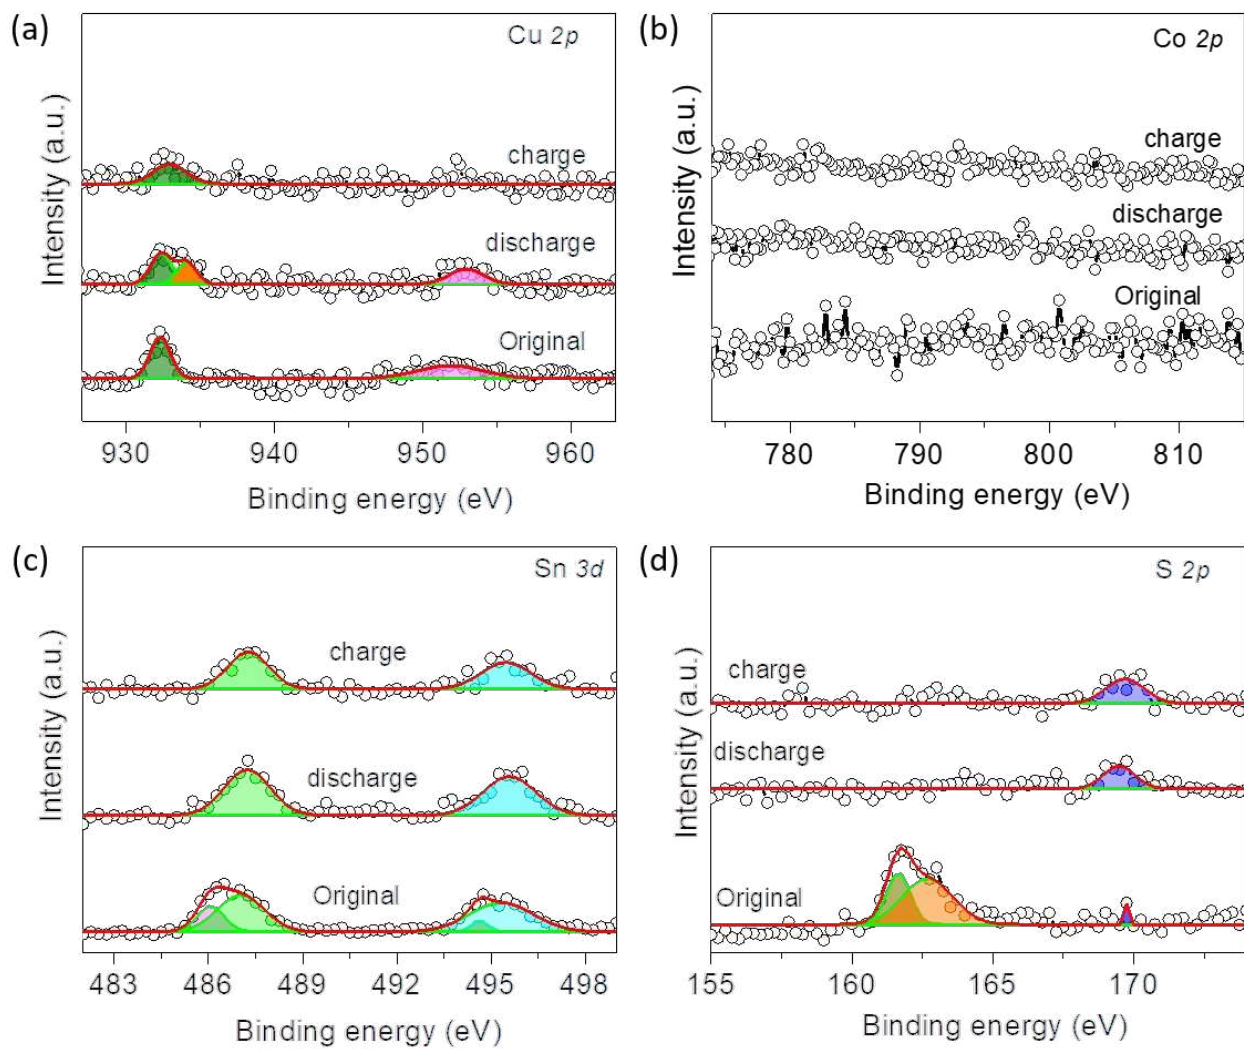 (a)
Cu 2p
charge
discharge
Original
Intensity (a.u.)
930 940 950 960
Binding energy (eV)
(b)
Co 2p
charge
discharge
Original
Intensity (a.u.)
780 790 800 810
Binding energy (eV)
(c)
Sn 3d
charge
discharge
Original
Intensity (a.u.)
483 486 489 492 495 498
Binding energy (eV)
(d)
S 2p
charge
discharge
Original
Intensity (a.u.)
155 160 165 170
Binding energy (eV)